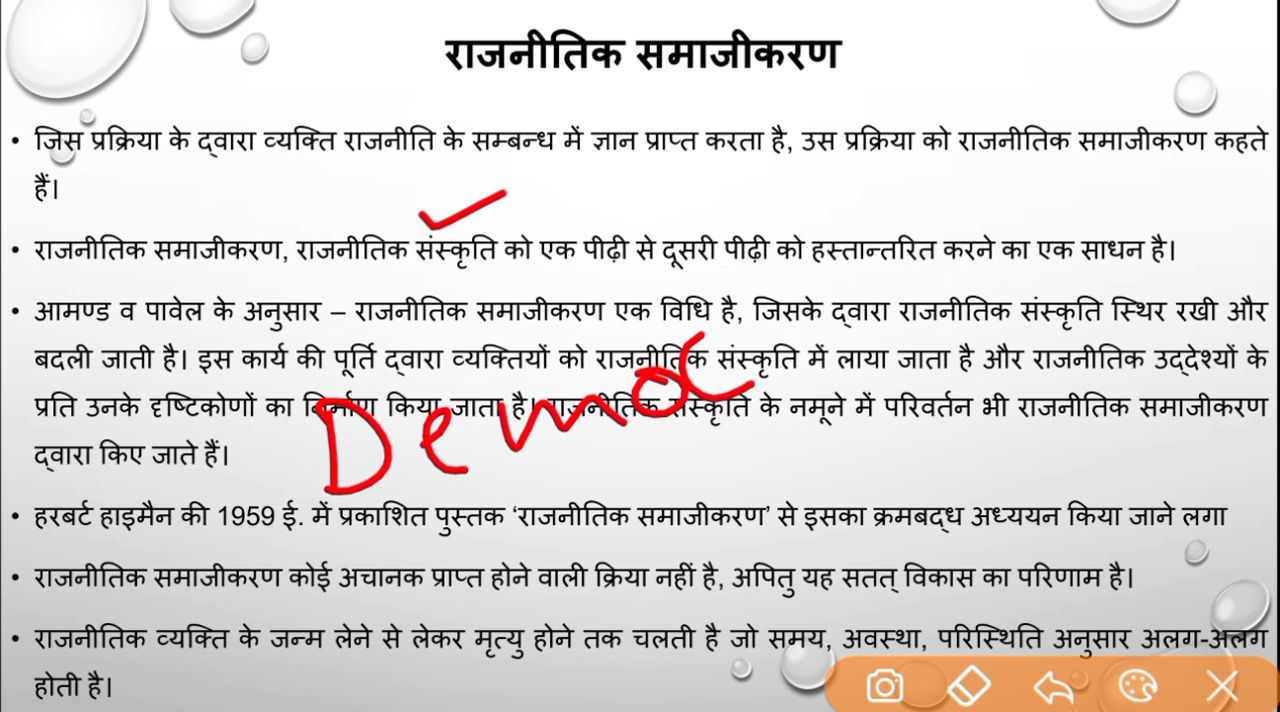 राजनीतिक समाजीकरण
• जिस प्रक्रिया के द्वारा व्यक्ति राजनीति के सम्बन्ध में ज्ञान प्राप्त करता है, उस प्रक्रिया को राजनीतिक समाजीकरण कहते
हैं।
• राजनीतिक समाजीकरण, राजनीतिक संस्कृति को एक पीढ़ी से दूसरी पीढ़ी को हस्तान्तरित करने का एक साधन है।
• आमण्ड व पावेल के अनुसार – राजनीतिक समाजीकरण एक विधि है, जिसके द्वारा राजनीतिक संस्कृति स्थिर रखी और
बदली जाती है। इस कार्य की पूर्ति द्वारा व्यक्तियों को राजनीतिक संस्कृति में लाया जाता है और राजनीतिक उद्देश्यों के
प्रति उनके दृष्टिकोणों का निर्माण किया जाता है। राजनीतिक संस्कृति के नमूने में परिवर्तन भी राजनीतिक समाजीकरण
Democ
द्वारा किए जाते हैं।
• हरबर्ट हाइमैन की 1959 ई. में प्रकाशित पुस्तक ‘राजनीतिक समाजीकरण’ से इसका क्रमबद्ध अध्ययन किया जाने लगा
• राजनीतिक समाजीकरण कोई अचानक प्राप्त होने वाली क्रिया नहीं है, अपितु यह सतत् विकास का परिणाम है।
• राजनीतिक व्यक्ति के जन्म लेने से लेकर मृत्यु होने तक चलती है जो समय, अवस्था, परिस्थिति अनुसार अलग-अलग
होती है।